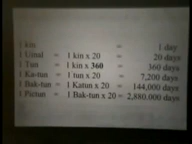 1 kin = 1 day
1 Uinal = 1 kin x 20 = 20 days
1 Tun = 1 kin x 360 = 360 days
1 Ka-tun = 1 tun x 20 = 7,200 days
1 Bak-tun = 1 Katun x 20 = 144,000 days
1 Pictun = 1 Bak-tun x 20 = 2,880,000 days